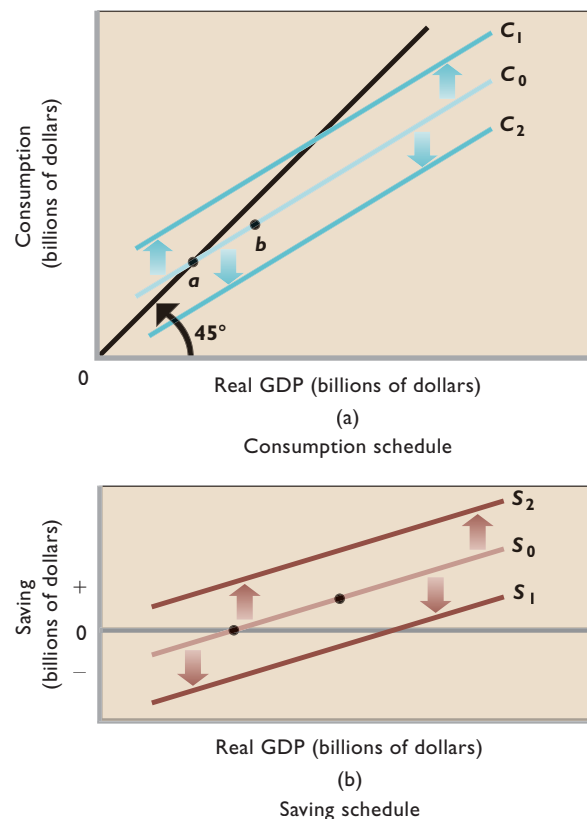 C1
C0
C2
Consumption
(billions of dollars)
b
a
45°
0
Real GDP (billions of dollars)
(a)
Consumption schedule
S2
S0
S1
Saving
(billions of dollars)
+
0
−
Real GDP (billions of dollars)
(b)
Saving schedule